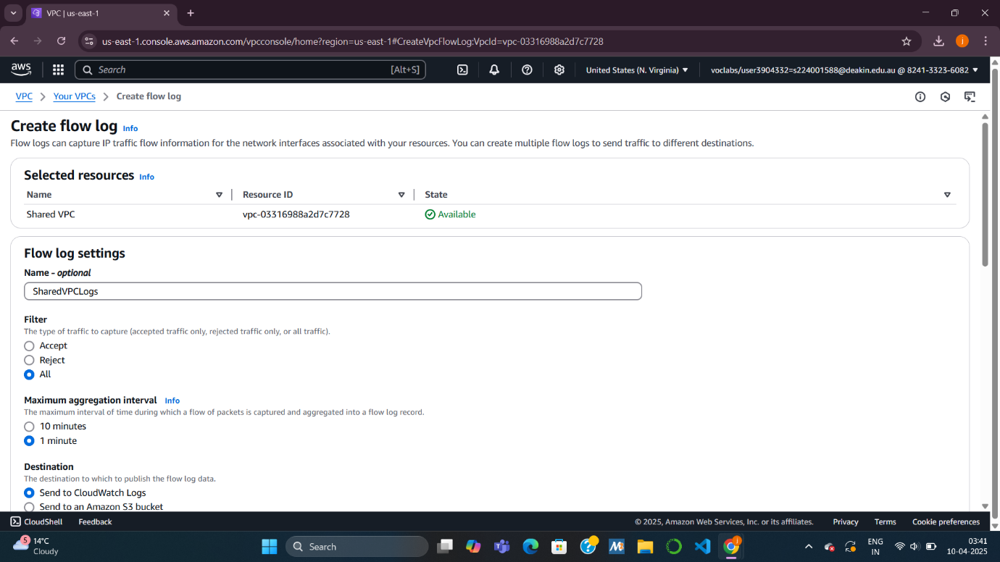 VPC | us-east-1
us-east-1.console.aws.amazon.com/vpcconsole/home?region=us-east-1#CreateVpcFlowLog:VpcId=vpc-03316988a2d7c7728
j
aws
Search
[Alt+S]
United States (N. Virginia)
voclabs/user3904332=s224001588@deakin.edu.au @ 8241-3323-6082
VPC
Your VPCs
Create flow log
Create flow log Info
Flow logs can capture IP traffic flow information for the network interfaces associated with your resources. You can create multiple flow logs to send traffic to different destinations.
Selected resources Info
Name
Resource ID
State
Shared VPC
vpc-03316988a2d7c7728
Available
Flow log settings
Name - optional
SharedVPCLogs
Filter
The type of traffic to capture (accepted traffic only, rejected traffic only, or all traffic).
Accept
Reject
All
Maximum aggregation interval Info
The maximum interval of time during which a flow of packets is captured and aggregated into a flow log record.
10 minutes
1 minute
Destination
The destination to which to publish the flow log data.
Send to CloudWatch Logs
Send to an Amazon S3 bucket
CloudShell
Feedback
© 2025, Amazon Web Services, Inc. or its affiliates.
Privacy
Terms
Cookie preferences
5
14°C
Cloudy
Search
j
ENG
IN
03:41
10-04-2025